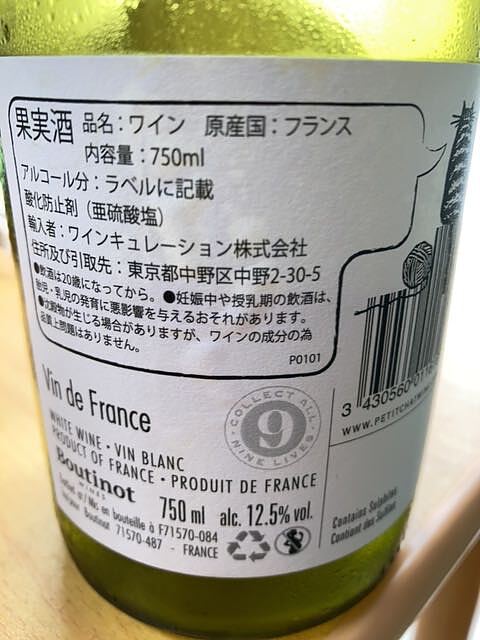 果実酒 品名：ワイン 原産国：フランス
内容量：750ml
アルコール分：ラベルに記載
酸化防止剤（亜硫酸塩）
輸入者：ワインキュレーション株式会社
住所及び引取先：東京都中野区中野2-30-5
●飲酒は20歳になってから。●妊娠中や授乳期の飲酒は、
胎児・乳児の発育に悪影響を与えるおそれがあります。
●沈殿物が生じる場合がありますが、ワインの成分の為
品質上問題はありません。
P0101
Vin de France
WHITE WINE · VIN BLANC
PRODUCT OF FRANCE · PRODUIT DE FRANCE
Boutinot
WINES
750 ml alc. 12.5% vol.
Mis en bouteille à F71570-084
Boutinot 71570-487 - FRANCE
COLLECT ALL
9
NINE LIVES
3 430560 011
WWW.PETITCHAT
Contains Sulphites
Contient des Sulfites